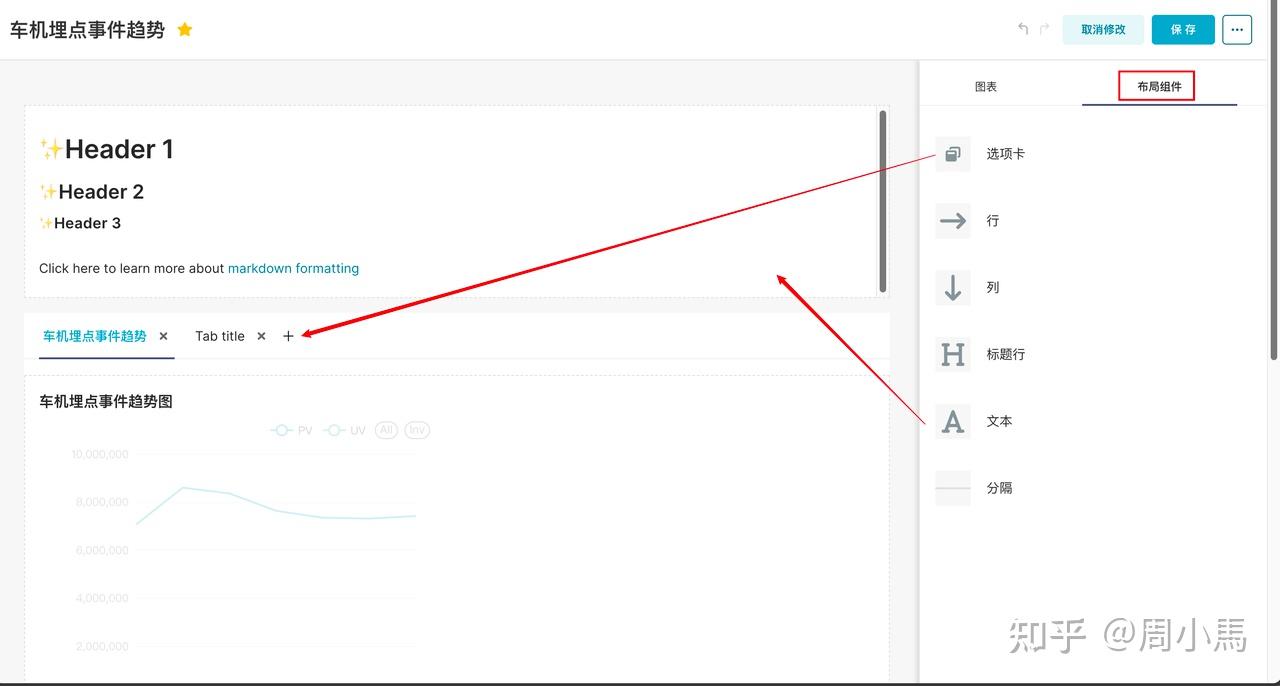 车机埋点事件趋势
取消修改
保 存
图表
布局组件
✨Header 1
✨Header 2
✨Header 3
Click here to learn more about markdown formatting
车机埋点事件趋势
Tab title
车机埋点事件趋势图
PV UV All Inv
10,000,000
8,000,000
6,000,000
4,000,000
2,000,000
选项卡
行
列
标题行
文本
分隔
知乎 @周小馬